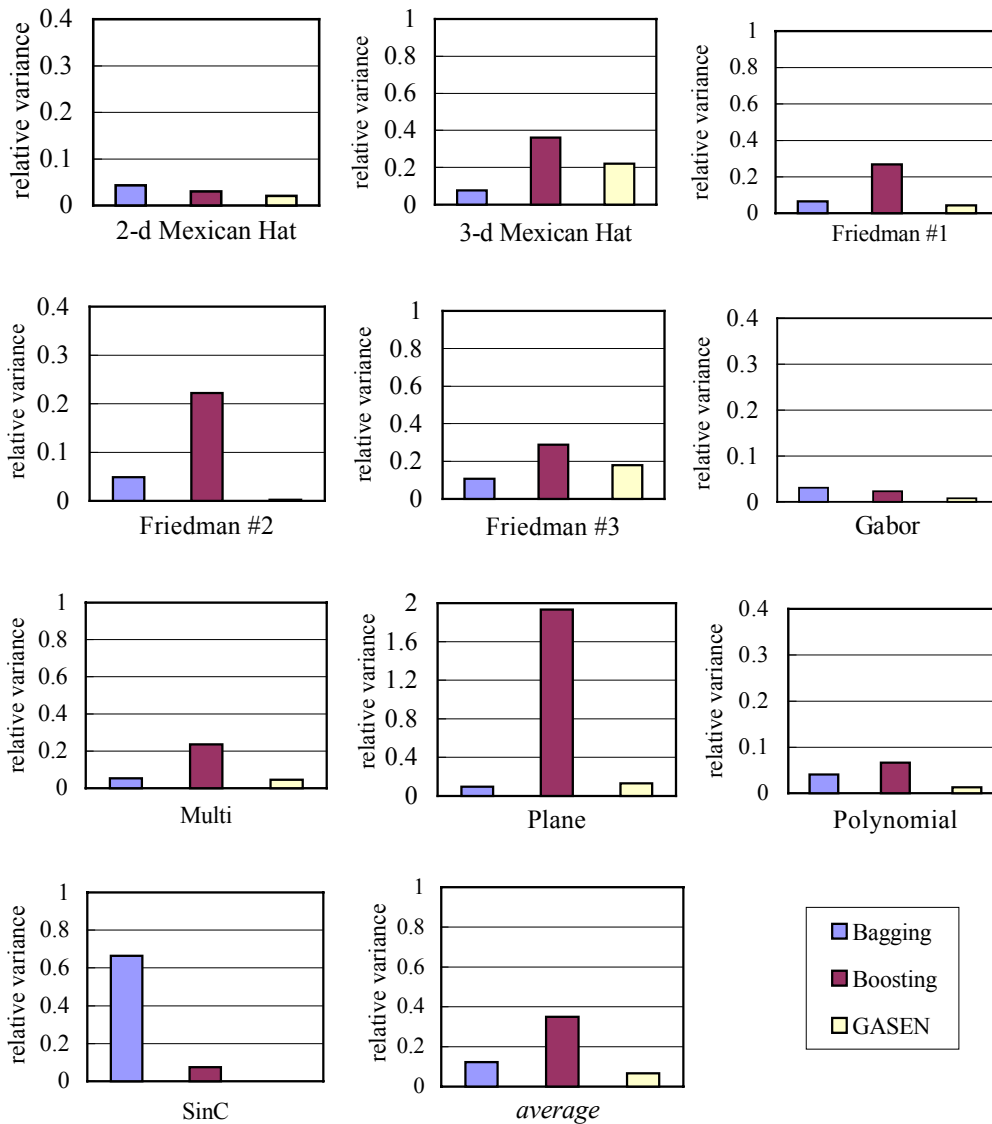 relative variance
0.4
0.3
0.2
0.1
0
2-d Mexican Hat
relative variance
1
0.8
0.6
0.4
0.2
0
3-d Mexican Hat
relative variance
1
0.8
0.6
0.4
0.2
0
Friedman #1
relative variance
0.4
0.3
0.2
0.1
0
Friedman #2
relative variance
1
0.8
0.6
0.4
0.2
0
Friedman #3
relative variance
0.4
0.3
0.2
0.1
0
Gabor
relative variance
1
0.8
0.6
0.4
0.2
0
Multi
relative variance
2
1.6
1.2
0.8
0.4
0
Plane
relative variance
0.4
0.3
0.2
0.1
0
Polynomial
relative variance
1
0.8
0.6
0.4
0.2
0
SinC
relative variance
1
0.8
0.6
0.4
0.2
0
average
Bagging
Boosting
GASEN